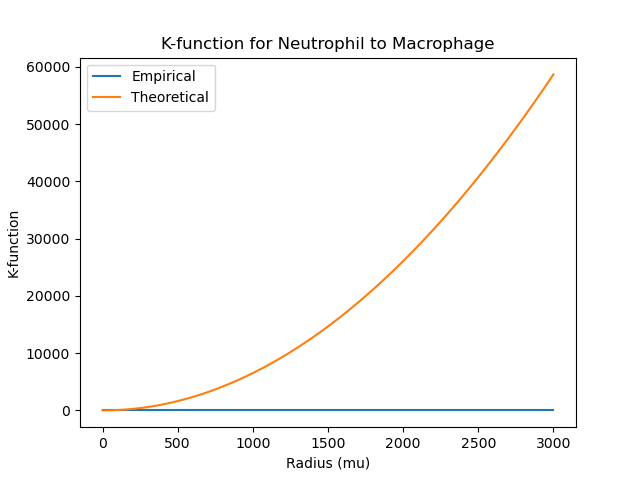 K-function for Neutrophil to Macrophage
Empirical
Theoretical
60000
50000
40000
30000
20000
10000
0
K-function
0 500 1000 1500 2000 2500 3000
Radius (mu)